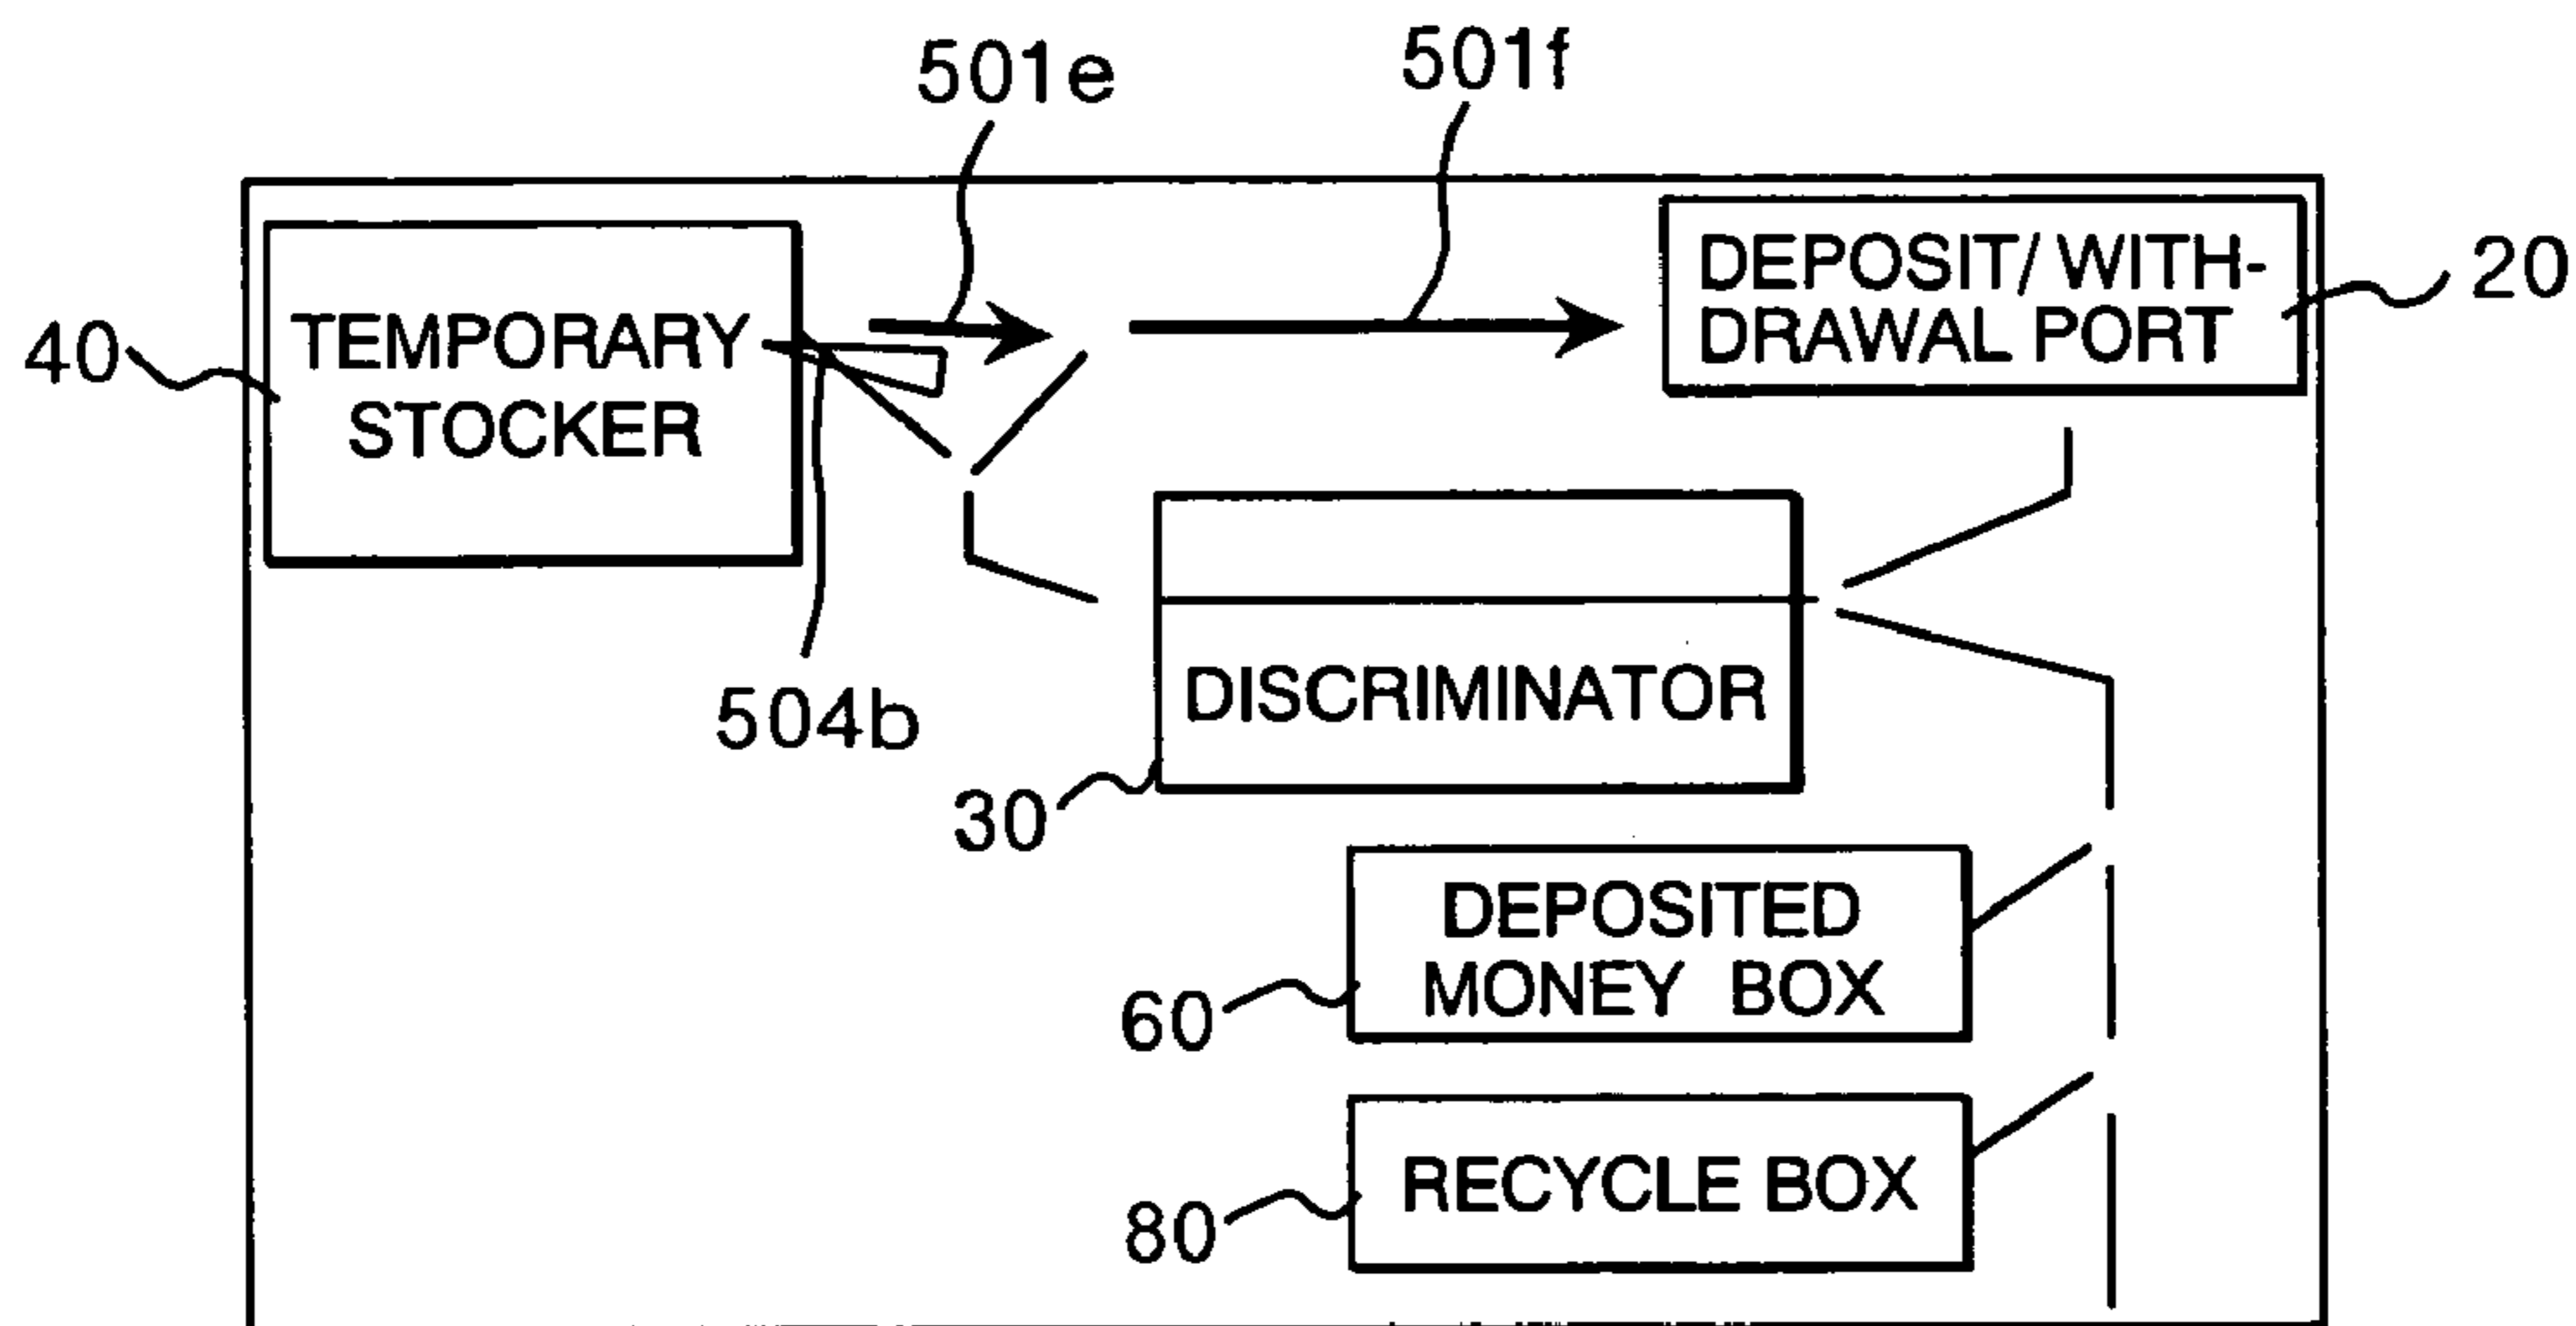 501e
501f
TEMPORARY
STOCKER
40
DEPOSIT/ WITH-
DRAWAL PORT
20
504b
DISCRIMINATOR
30
DEPOSITED
MONEY BOX
60
RECYCLE BOX
80